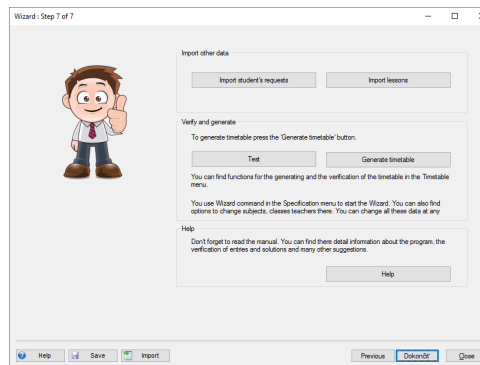 Wizard : Step 7 of 7
Import other data
Import student's requests
Import lessons
Verify and generate
To generate timetable press the 'Generate timetable' button.
Test
Generate timetable
You can find functions for the generating and the verification of the timetable in the Timetable
menu.
You use Wizard command in the Specification menu to start the Wizard. You can also find
options to change subjects, classes teachers there. You can change all these data at any
Help
Don't forget to read the manual. You can find there detail information about the program, the
verification of entries and solutions and many other suggestions.
Help
Help
Save
Import
Previous
Dokončiť
Close